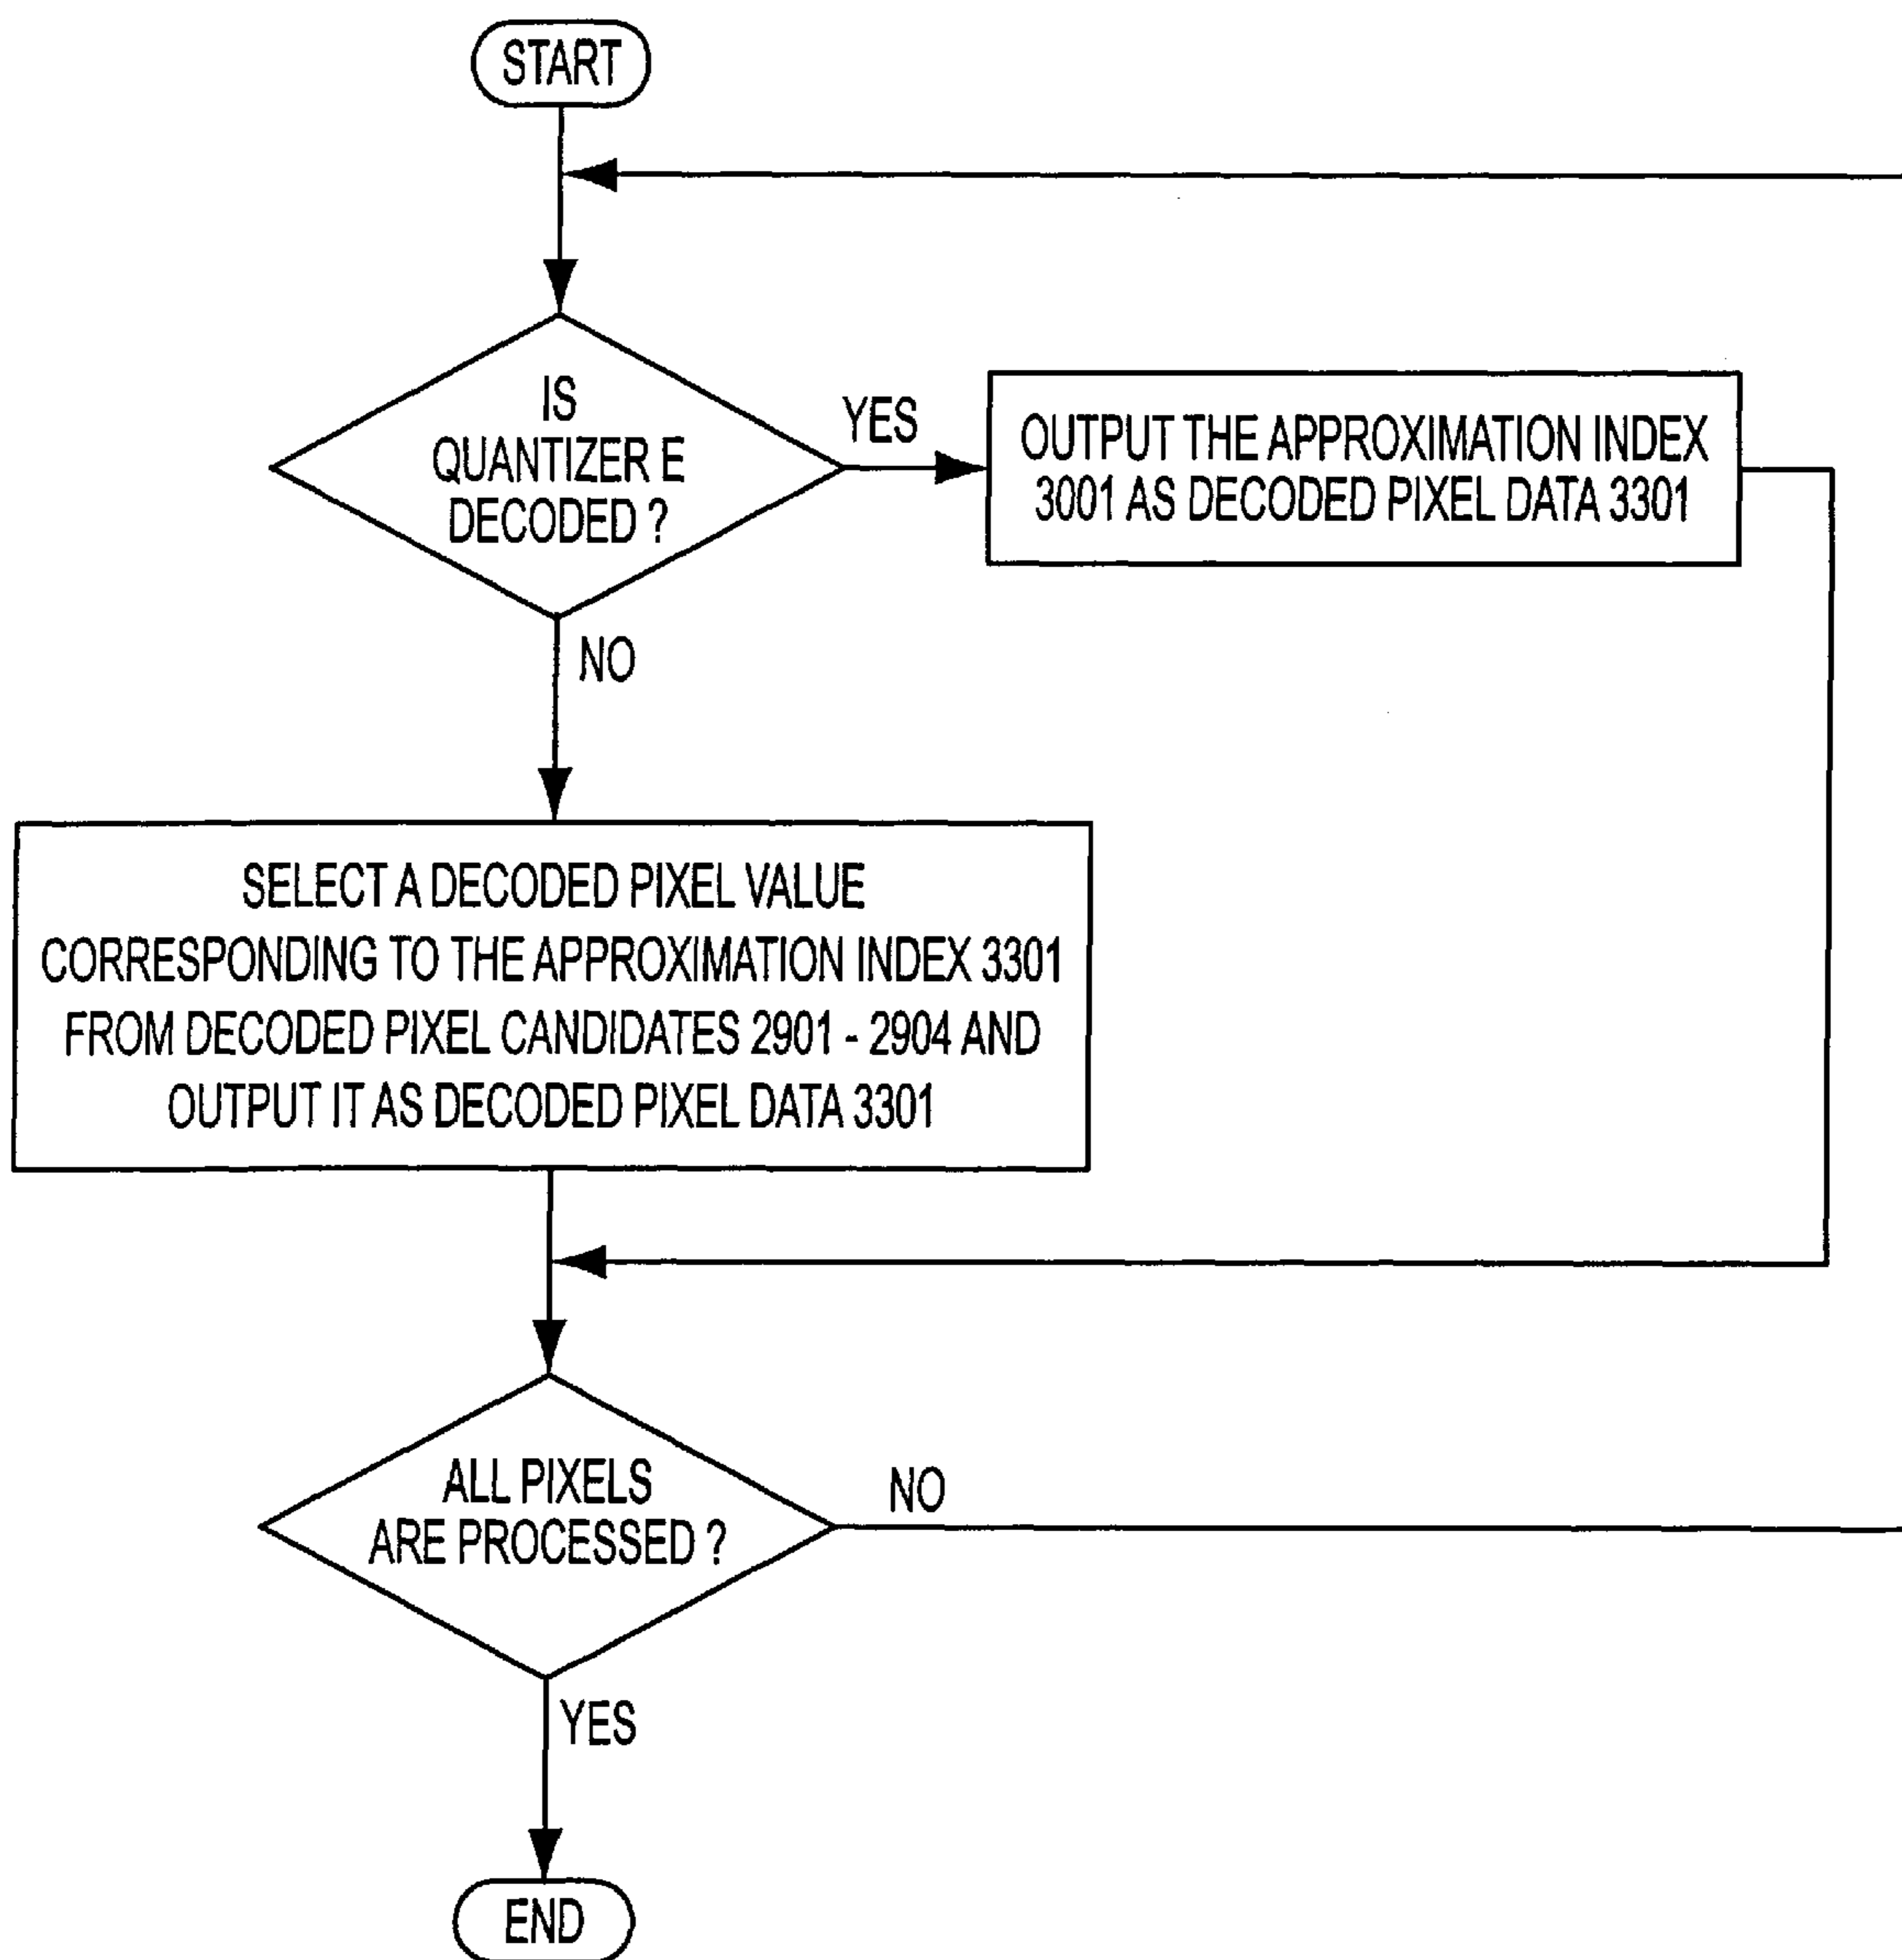 START
IS
QUANTIZER E
DECODED ?
YES
OUTPUT THE APPROXIMATION INDEX
3001 AS DECODED PIXEL DATA 3301
NO
SELECT A DECODED PIXEL VALUE
CORRESPONDING TO THE APPROXIMATION INDEX 3301
FROM DECODED PIXEL CANDIDATES 2901 - 2904 AND
OUTPUT IT AS DECODED PIXEL DATA 3301
ALL PIXELS
ARE PROCESSED ?
NO
YES
END